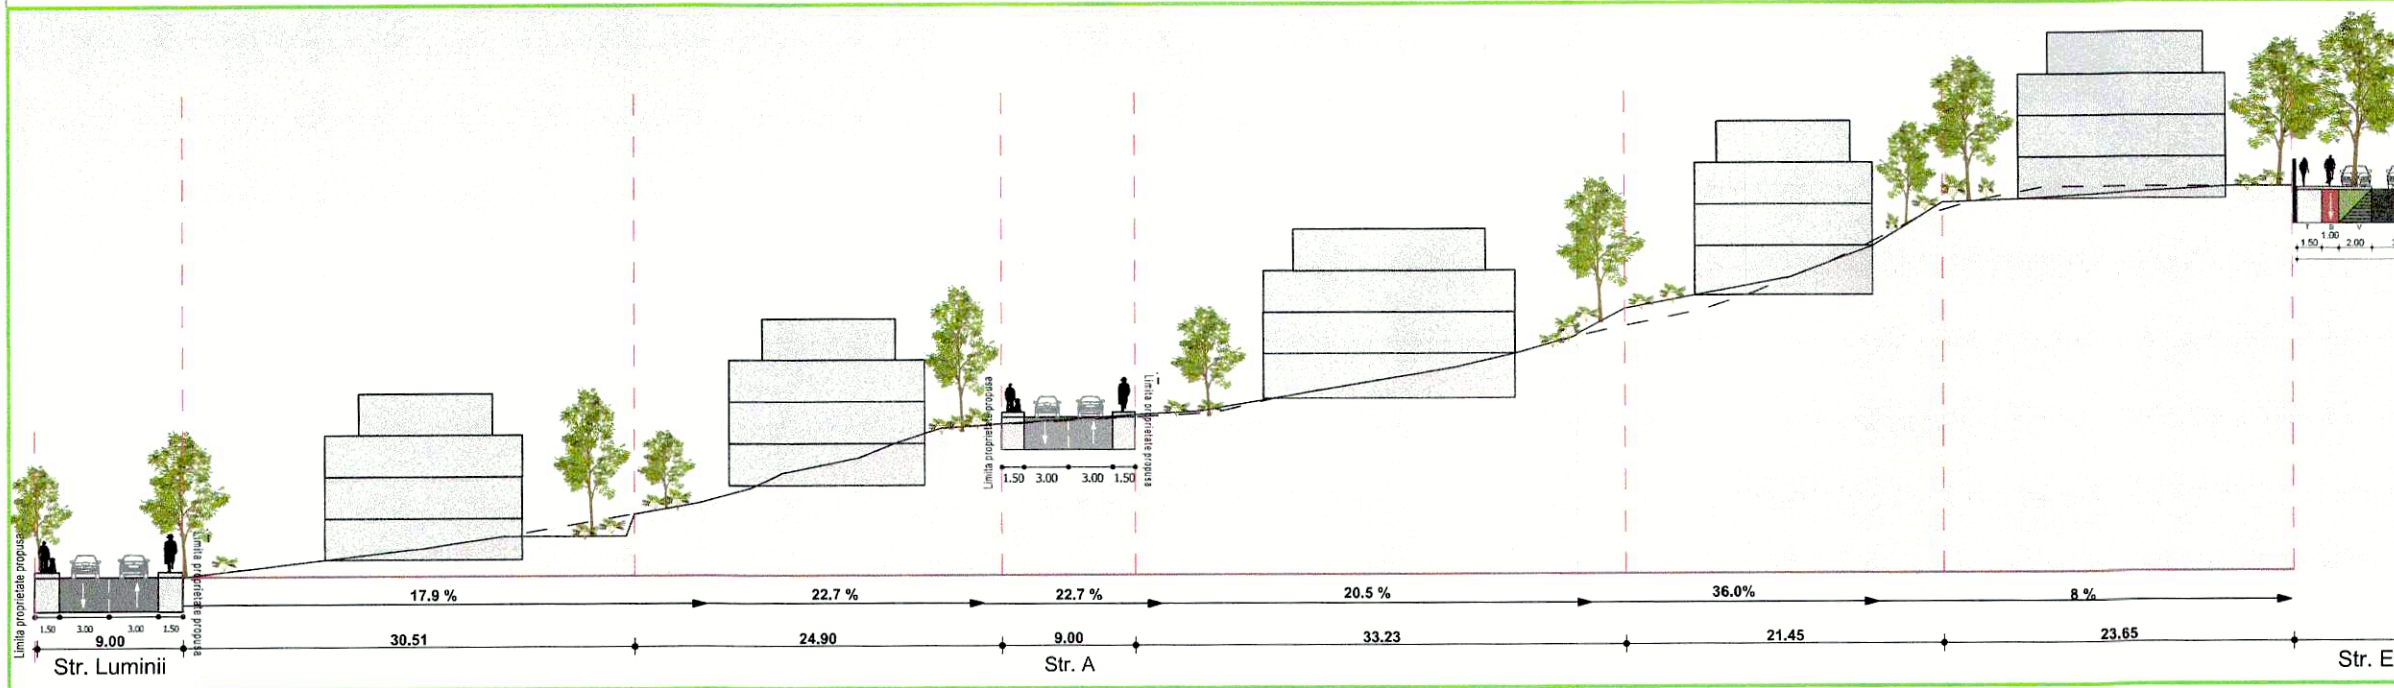 Limita proprietate propusa
Limita proprietate propusa
Limita proprietate propusa
Limita proprietate propusa
1.50 3.00 3.00 1.50
T B V
1.50 1.00 2.00
17.9 % 22.7 % 22.7 % 20.5 % 36.0% 8 %
1.50 3.00 3.00 1.50
9.00 30.51 24.90 9.00 33.23 21.45 23.65
Str. Luminii Str. A Str. E